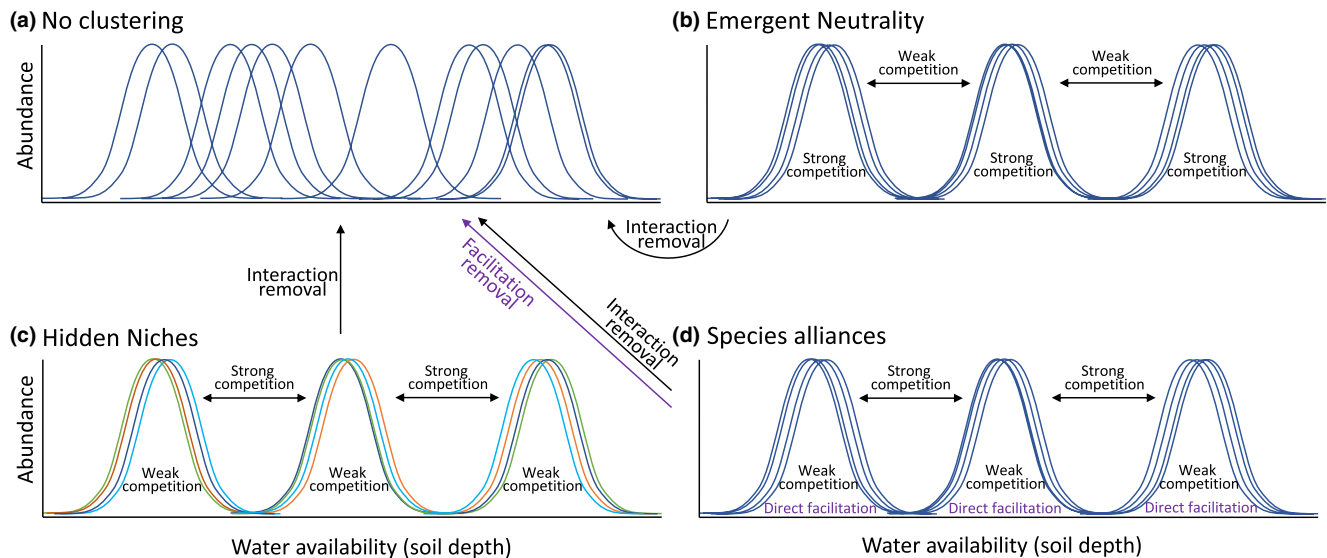 (a) No clustering
Abundance
(b) Emergent Neutrality
Weak
competition
Weak
competition
Strong
competition
Strong
competition
Strong
competition
Interaction
removal
Interaction
removal
Facilitation
removal
Interaction
removal
(c) Hidden Niches
Abundance
Strong
competition
Strong
competition
Weak
competition
Weak
competition
Weak
competition
Water availability (soil depth)
(d) Species alliances
Strong
competition
Strong
competition
Weak
competition
Direct facilitation
Weak
competition
Direct facilitation
Weak
competition
Direct facilitation
Water availability (soil depth)